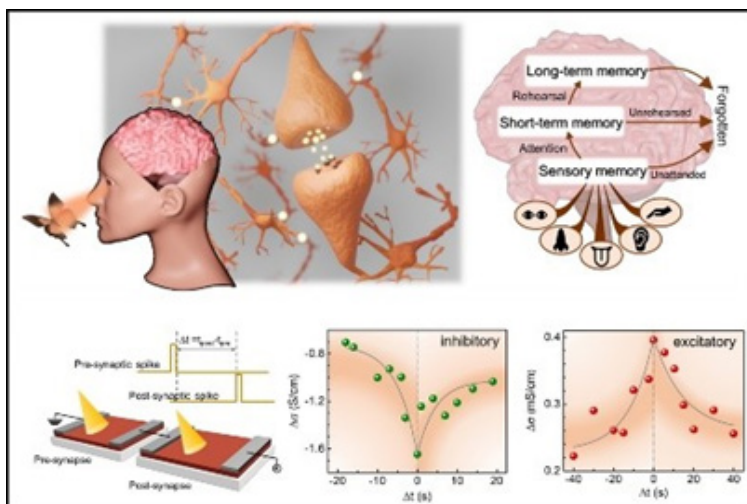 Long-term memory
Rehearsal
Forgotten
Short-term memory
Unrehearsed
Attention
Sensory memory
Unattended
Pre-synaptic spike
Post-synaptic spike
Pre-synapse
Post-synapse
inhibitory
-0.8
-1.2
-1.6
-20 -10 0 10 20
Δt (s)
excitatory
0.4
0.3
0.2
-40 -20 0 20 40
Δt (s)